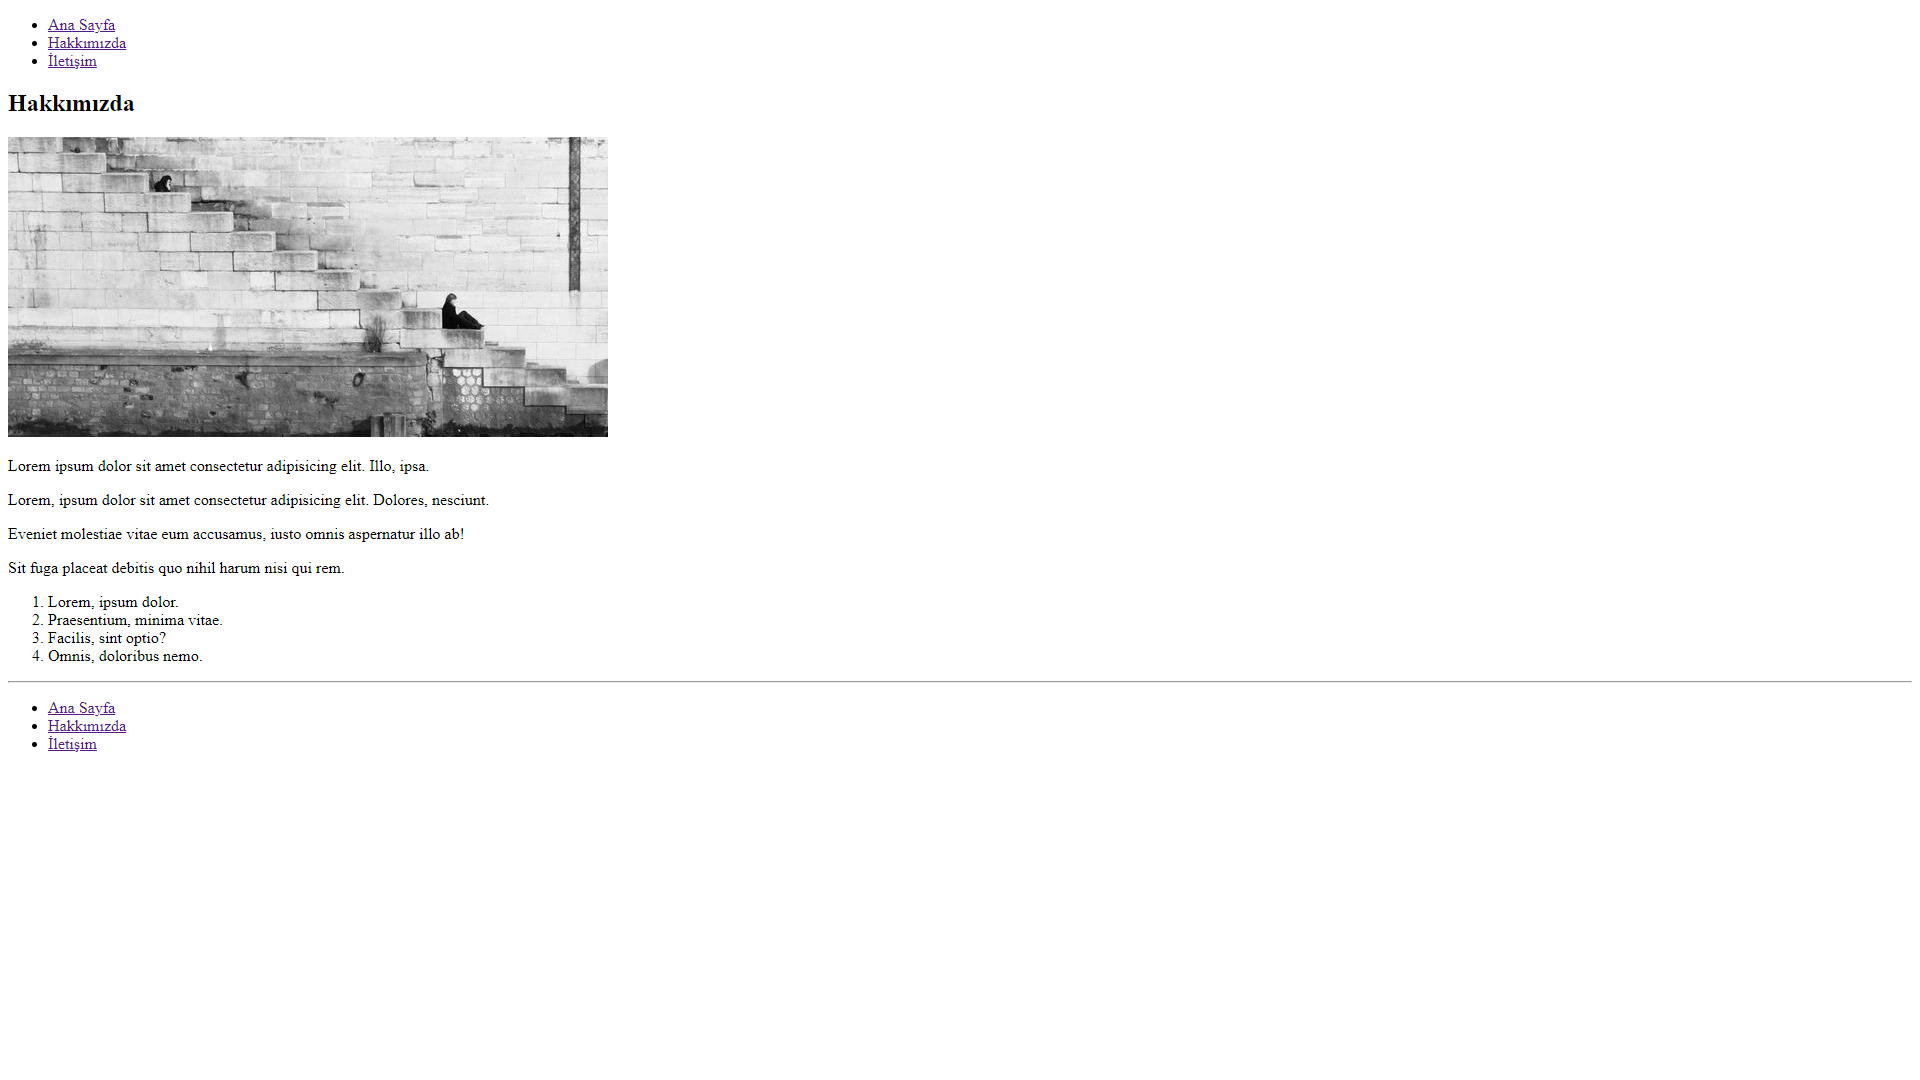 Ana Sayfa
Hakkımızda
İletişim
Hakkımızda
Lorem ipsum dolor sit amet consectetur adipisicing elit. Illo, ipsa.
Lorem, ipsum dolor sit amet consectetur adipisicing elit. Dolores, nesciunt.
Eveniet molestiae vitae eum accusamus, iusto omnis aspernatur illo ab!
Sit fuga placeat debitis quo nihil harum nisi qui rem.
1. Lorem, ipsum dolor.
2. Praesentium, minima vitae.
3. Facilis, sint optio?
4. Omnis, doloribus nemo.
Ana Sayfa
Hakkımızda
İletişim